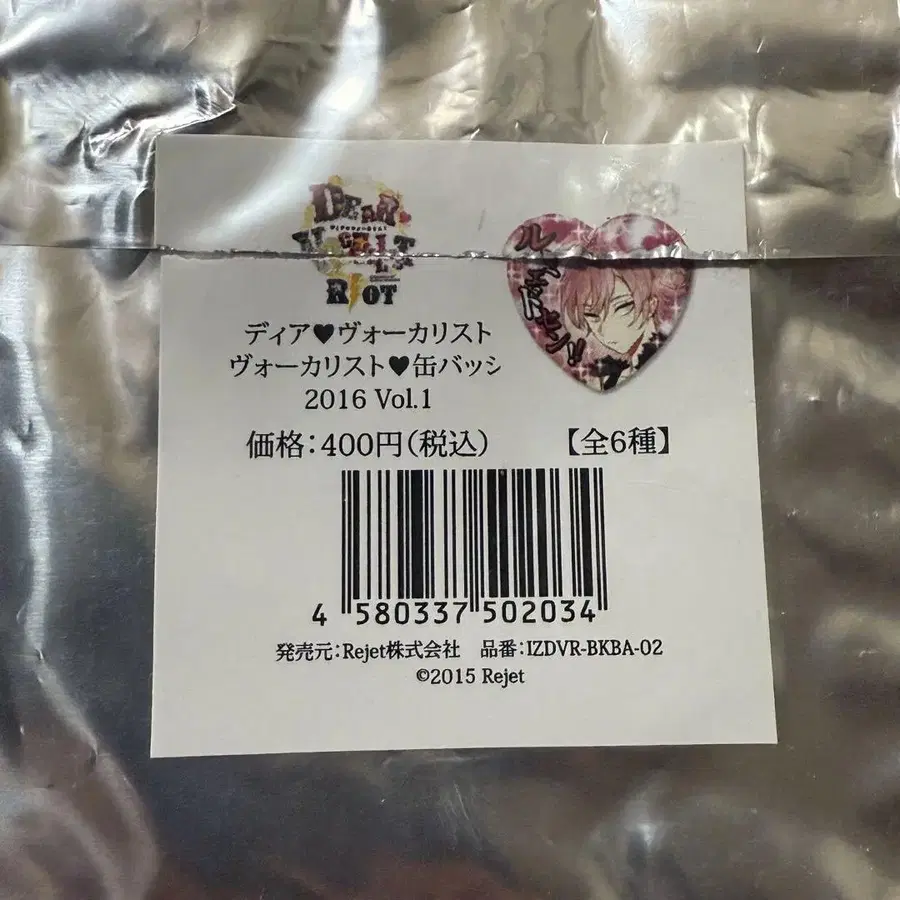 DEAR
VOCALIST
RIOT
ディア♥ヴォーカリスト
ヴォーカリスト♥缶バッジ
2016 Vol.1
価格：400円(税込)
【全6種】
4 580337 502034
発売元：Rejet株式会社 品番：IZDVR-BKBA-02
©2015 Rejet